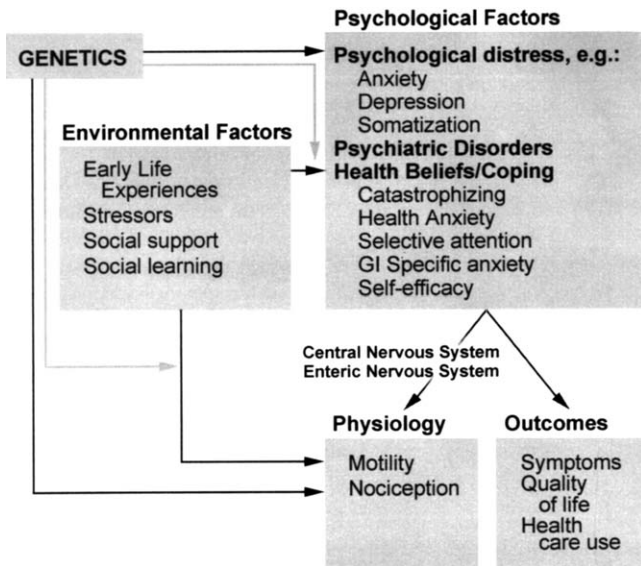 Psychological Factors
GENETICS
Psychological distress, e.g.:
Anxiety
Depression
Somatization
Psychiatric Disorders
Health Beliefs/Coping
Catastrophizing
Health Anxiety
Selective attention
GI Specific anxiety
Self-efficacy
Environmental Factors
Early Life
Experiences
Stressors
Social support
Social learning
Central Nervous System
Enteric Nervous System
Physiology
Motility
Nociception
Outcomes
Symptoms
Quality
of life
Health
care use